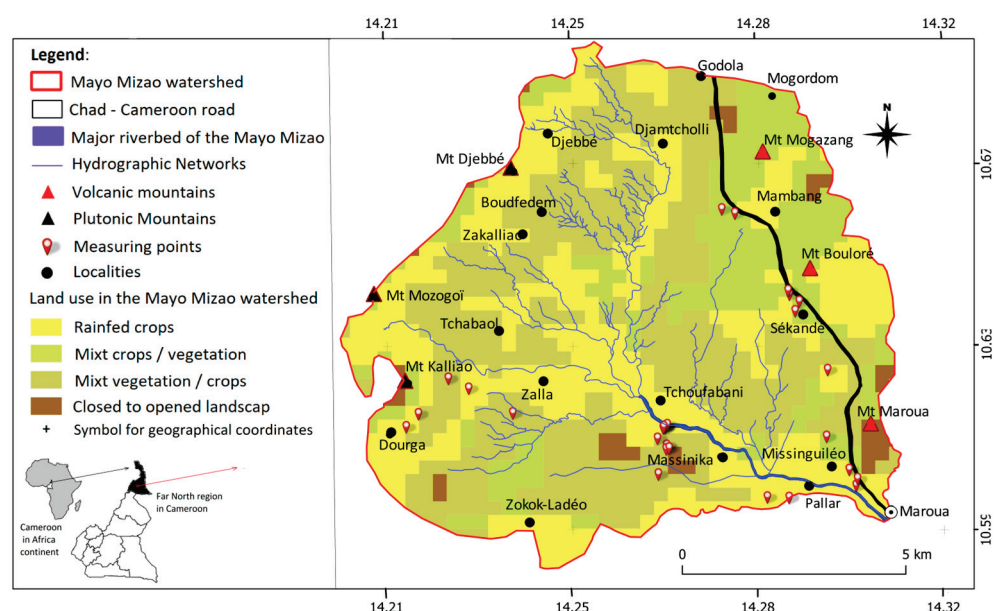 14.21 14.25 14.28 14.32
Legend:
Mayo Mizao watershed
Chad - Cameroon road
Major riverbed of the Mayo Mizao
Hydrographic Networks
Volcanic mountains
Plutonic Mountains
Measuring points
Localities
Land use in the Mayo Mizao watershed
Rainfed crops
Mixt crops / vegetation
Mixt vegetation / crops
Closed to opened landscap
+ Symbol for geographical coordinates
Cameroon
in Africa
continent
Far North region
in Cameroon
Godola
Mogordom
N
Djebbé
Djamtcholli
Mt Mogazang
Mt Djebbé
10.67
Boudfedem
Mambang
Zakalliao
Mt Bouloré
Mt Mozogoï
Tchabaol
Sékandé
10.63
Mt Kalliao
Zalla
Tchoufabani
Mt Maroua
Dourga
Massinika
Missinguiléo
Zokok-Ladéo
Pallar
Maroua
10.55
0 5 km
14.21 14.25 14.28 14.32